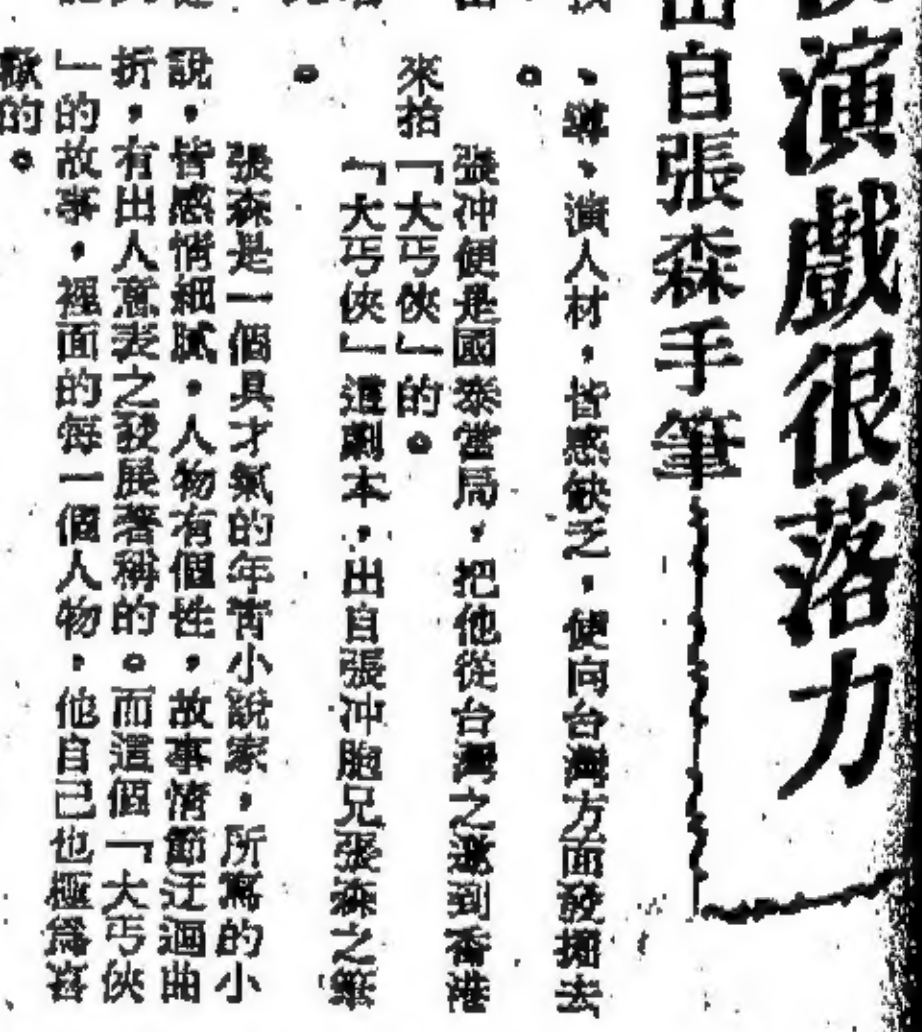 演戲很落力
出自張森手筆
、導、演人材,皆感缺乏,便向台灣方面發掘去
。
張冲便是國泰當局,把他從台灣之邀到香港
來拍「大丐俠」的。
「大丐俠」這劇本,出自張冲胞兄張森之筆
。
張森是一個具才氣的年青小說家,所寫的小
說,皆感情細膩,人物有個性,故事情節迂迴曲
折,有出人意表之發展著稱的。而這個「大丐俠
」的故事,裡面的每一個人物,他自己也極爲喜
歡的。